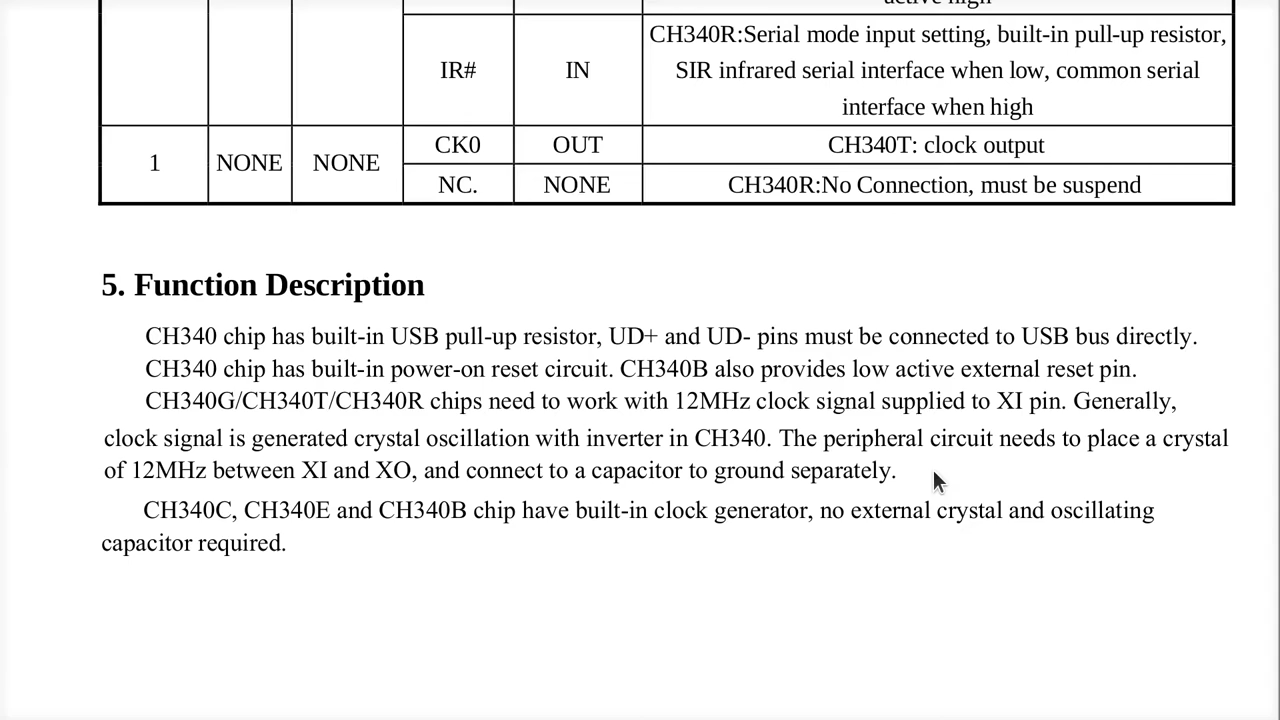 active high
IR# IN CH340R:Serial mode input setting, built-in pull-up resistor,
SIR infrared serial interface when low, common serial
interface when high
1 NONE NONE CK0 OUT CH340T: clock output
NC. NONE CH340R:No Connection, must be suspend
5. Function Description
CH340 chip has built-in USB pull-up resistor, UD+ and UD- pins must be connected to USB bus directly.
CH340 chip has built-in power-on reset circuit. CH340B also provides low active external reset pin.
CH340G/CH340T/CH340R chips need to work with 12MHz clock signal supplied to XI pin. Generally,
clock signal is generated crystal oscillation with inverter in CH340. The peripheral circuit needs to place a crystal
of 12MHz between XI and XO, and connect to a capacitor to ground separately.
CH340C, CH340E and CH340B chip have built-in clock generator, no external crystal and oscillating
capacitor required.